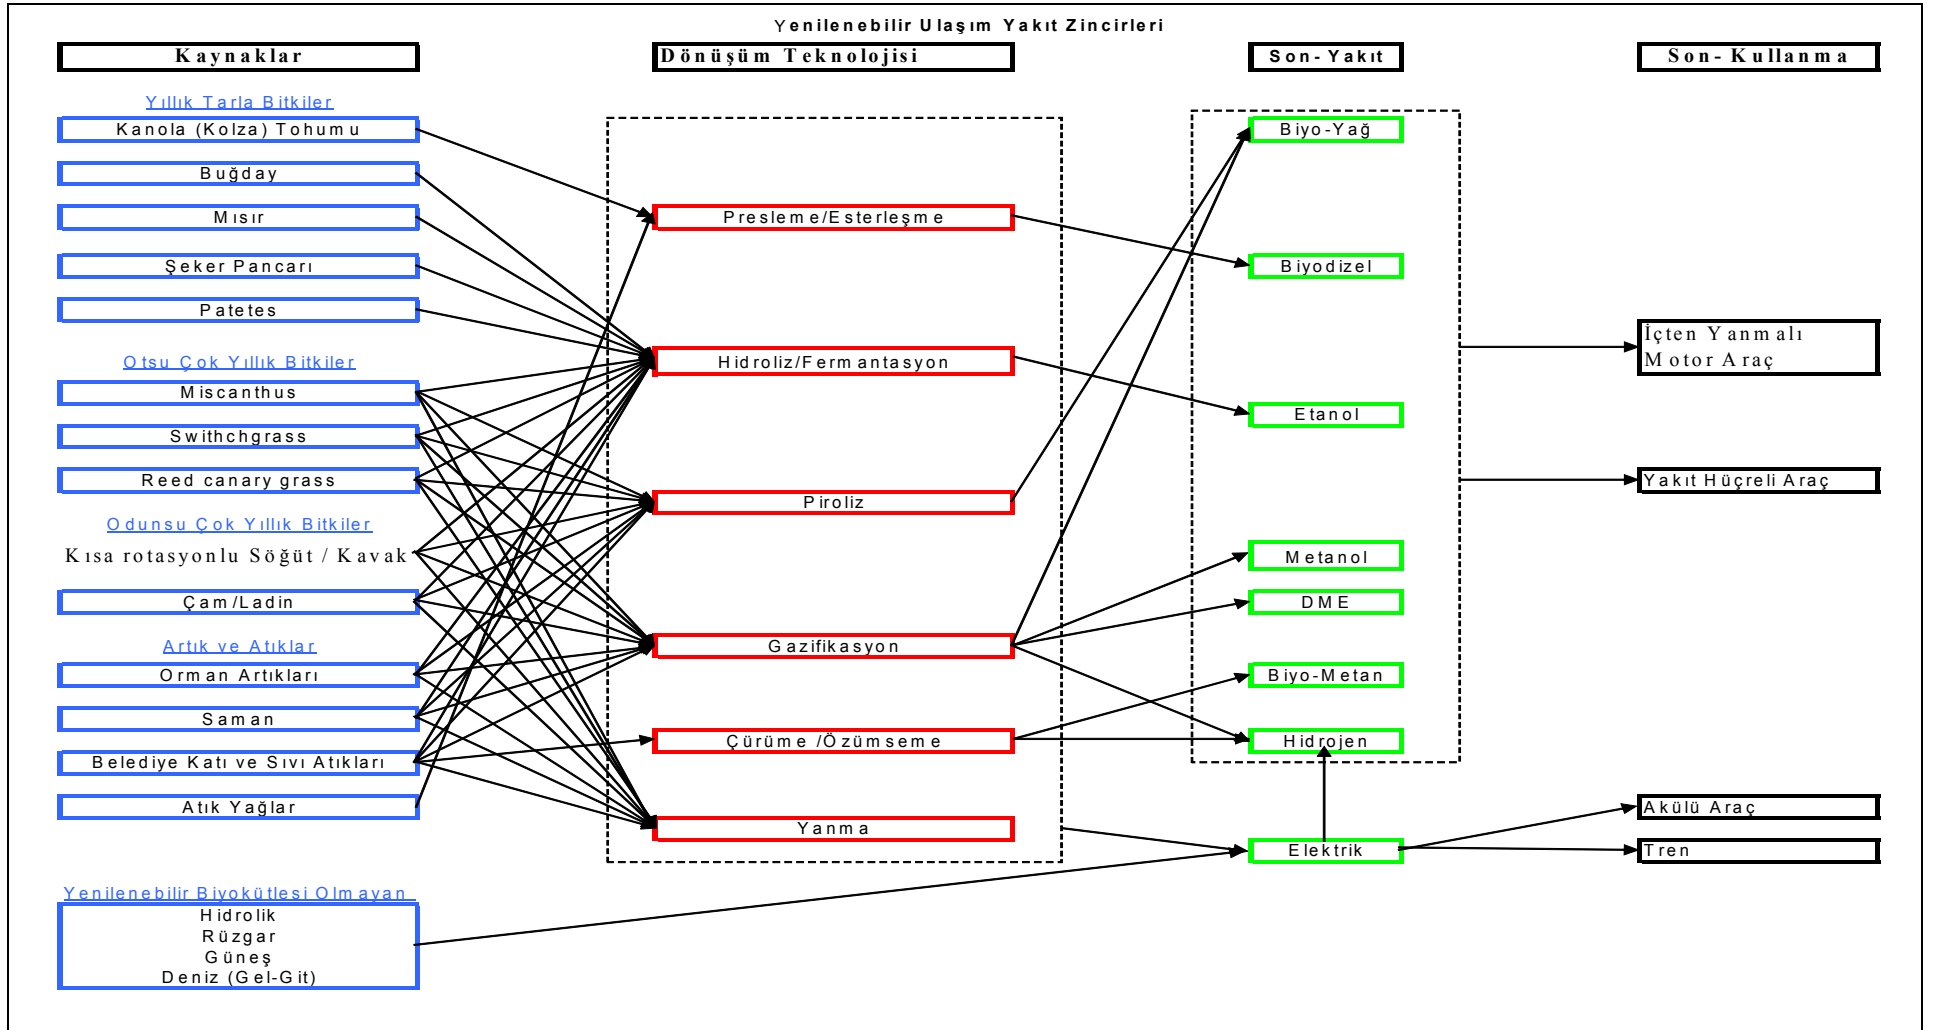 Yenilenebilir Ulaşım Yakıt Zincirleri
Kaynaklar
Dönüşüm Teknolojisi
Son-Yakıt
Son-Kullanma
Yıllık Tarla Bitkiler
Kanola (Kolza) Tohumu
Buğday
Mısır
Şeker Pancarı
Patetes
Otsu Çok Yıllık Bitkiler
Miscanthus
Swithchgrass
Reed canary grass
Odunsu Çok Yıllık Bitkiler
Kısa rotasyonlu Söğüt / Kavak
Çam/Ladin
Artık ve Atıklar
Orman Artıkları
Saman
Belediye Katı ve Sıvı Atıkları
Atık Yağlar
Yenilenebilir Biyokütlesi Olmayan
Hidrolik
Rüzgar
Güneş
Deniz (Gel-Git)
Presleme/Esterleşme
Hidroliz/Fermantasyon
Piroliz
Gazifikasyon
Çürüme /Özümseme
Yanma
Biyo-Yağ
Biyodizel
Etanol
Metanol
DME
Biyo-Metan
Hidrojen
Elektrik
İçten Yanmalı
Motor Araç
Yakıt Hüçreli Araç
Akülü Araç
Tren